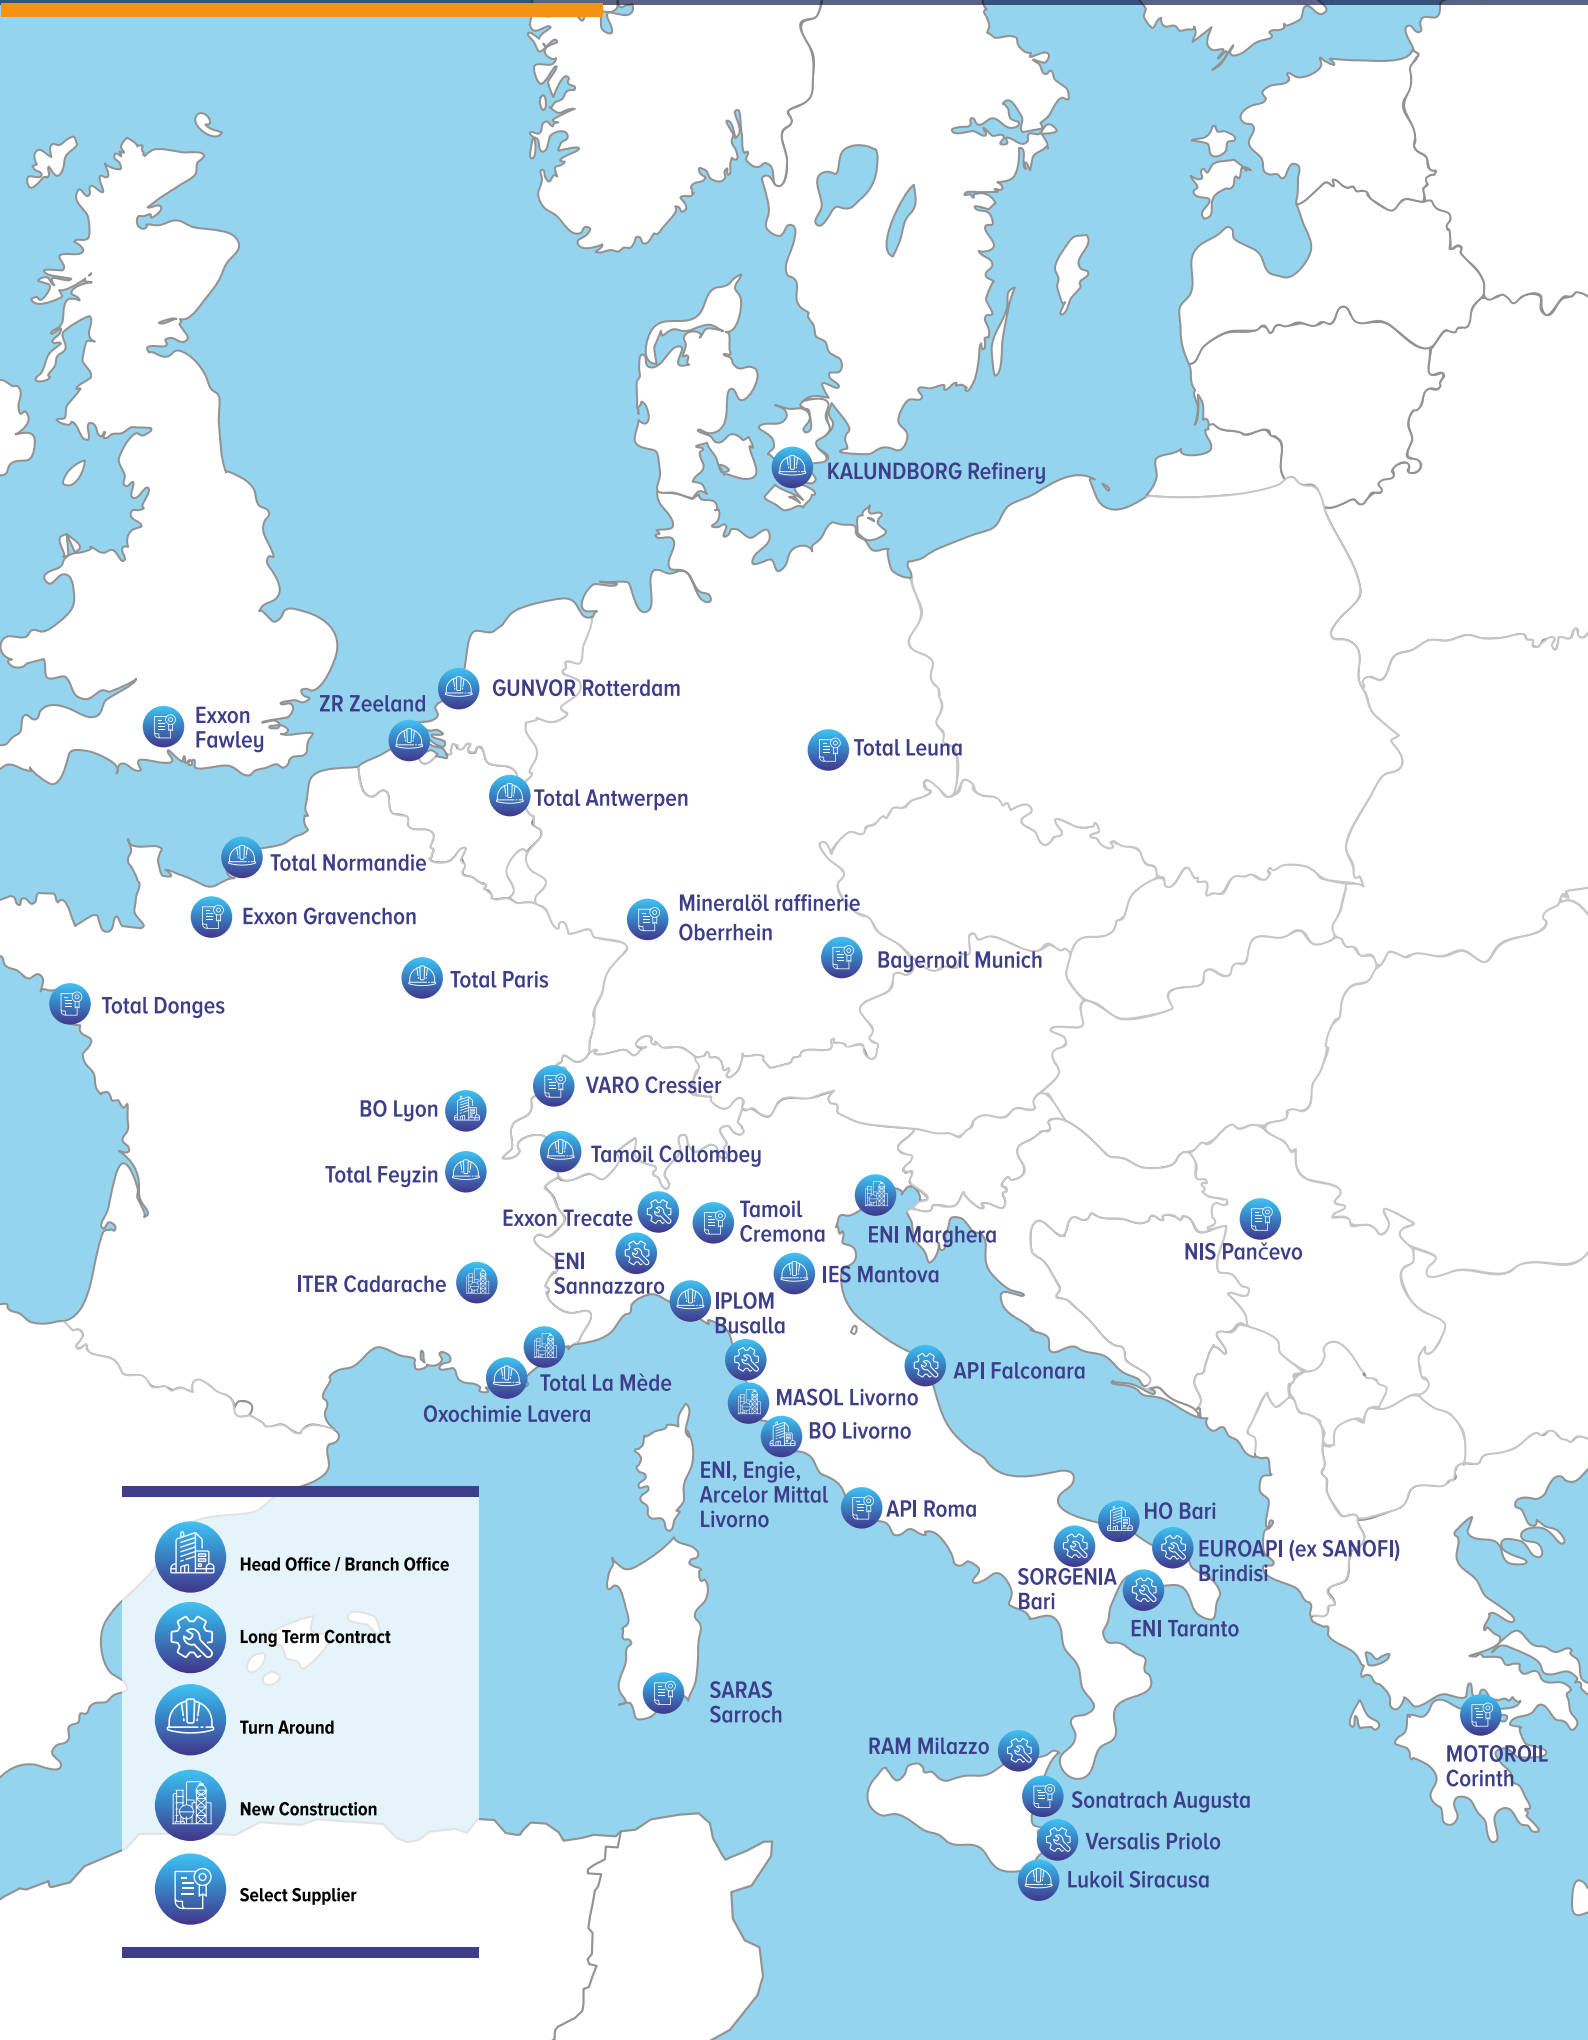 KALUNDBORG Refinery
GUNVOR Rotterdam
ZR Zeeland
Exxon
Fawley
Total Leuna
Total Antwerpen
Total Normandie
Mineralöl raffinerie
Oberrhein
Exxon Gravenchon
Bayernoil Munich
Total Paris
Total Donges
VARO Cressier
BO Lyon
Tamoil Collombey
Total Feyzin
Exxon Trecate
Tamoil
Cremona
ENI Marghera
NIS Pančevo
ENI
Sannazzaro
IES Mantova
ITER Cadarache
IPLOM
Busalla
API Falconara
Total La Mède
MASOL Livorno
Oxochimie Lavera
BO Livorno
ENI, Engie,
Arcelor Mittal
Livorno
API Roma
HO Bari
EUROAPI (ex SANOFI)
Brindisi
SORGENIA
Bari
ENI Taranto
SARAS
Sarroch
RAM Milazzo
MOTOROIL
Corinth
Sonatrach Augusta
Versalis Priolo
Lukoil Siracusa
Head Office / Branch Office
Long Term Contract
Turn Around
New Construction
Select Supplier